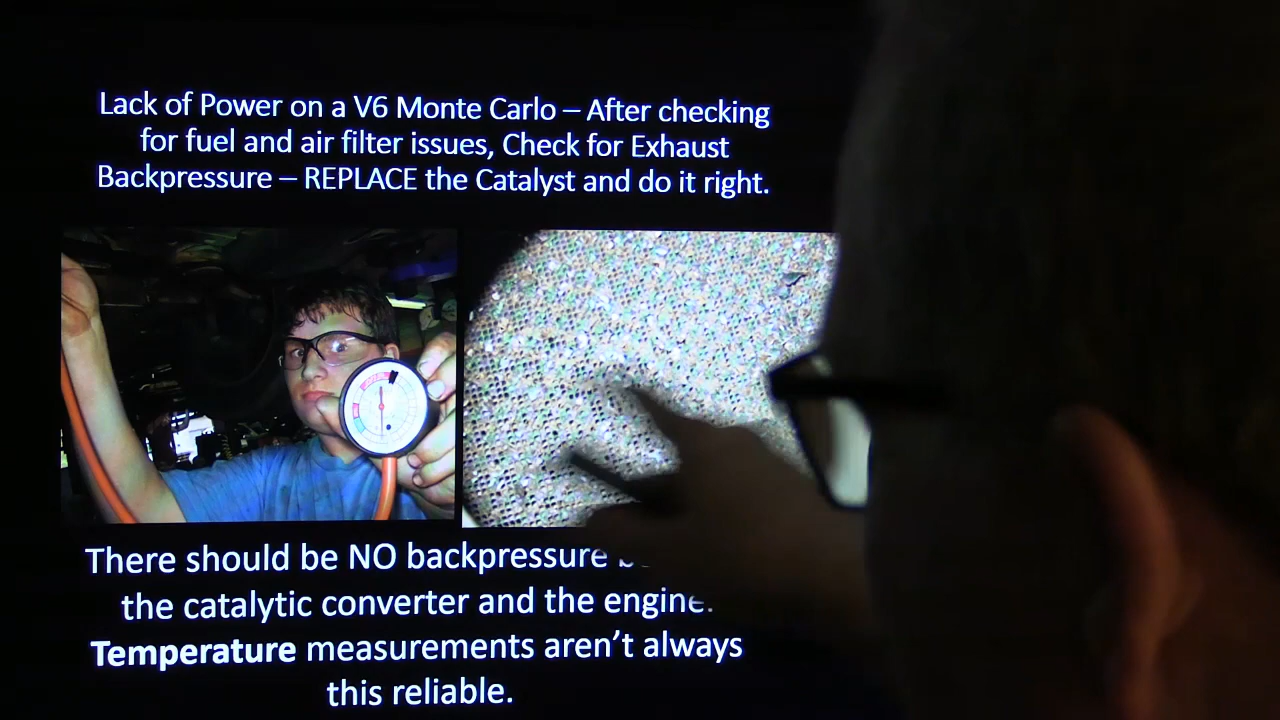 Lack of Power on a V6 Monte Carlo – After checking
for fuel and air filter issues, Check for Exhaust
Backpressure – REPLACE the Catalyst and do it right.
There should be NO backpressure
the catalytic converter and the engine.
Temperature measurements aren't always
this reliable.